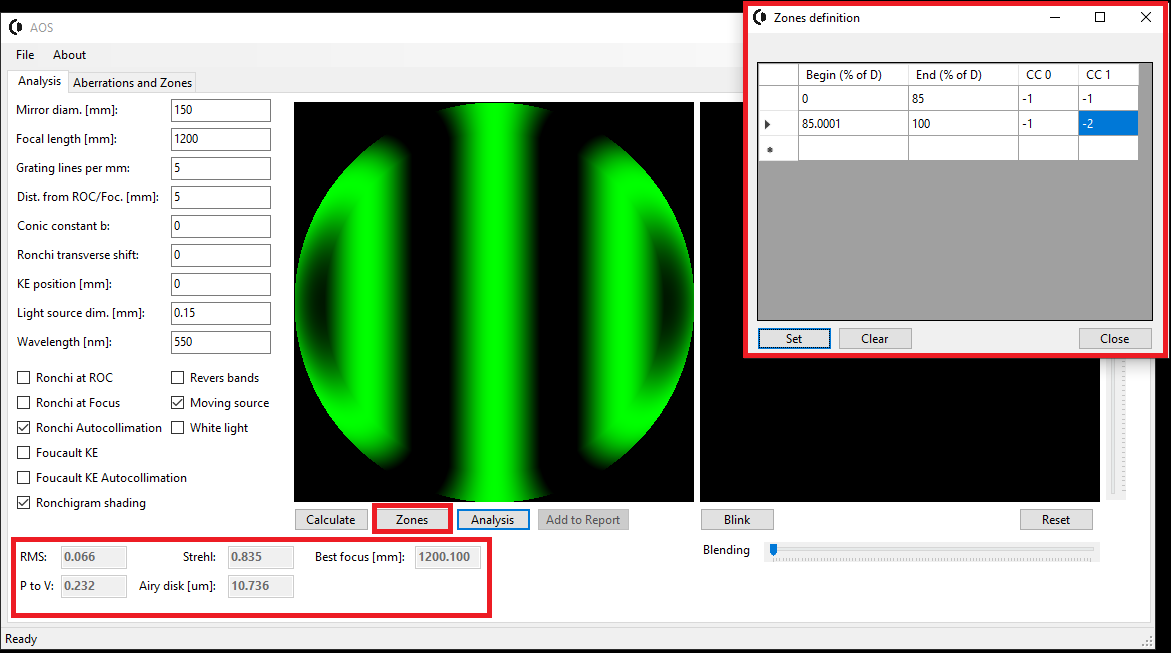 AOS
File About
Analysis Aberrations and Zones
Mirror diam. [mm]: 150
Focal length [mm]: 1200
Grating lines per mm: 5
Dist. from ROC/Foc. [mm]: 5
Conic constant b: 0
Ronchi transverse shift: 0
KE position [mm]: 0
Light source dim. [mm]: 0.15
Wavelength [nm]: 550
Ronchi at ROC Revers bands
Ronchi at Focus Moving source
Ronchi Autocollimation White light
Foucault KE
Foucault KE Autocollimation
Ronchigram shading
Calculate Zones Analysis Add to Report
RMS: 0.066 Strehl: 0.835 Best focus [mm]: 1200.100
P to V: 0.232 Airy disk [um]: 10.736
Blink Reset
Blending
Ready
Zones definition
Begin (% of D) End (% of D) CC 0 CC 1
0 85 -1 -1
85.0001 100 -1 -2
Set Clear Close